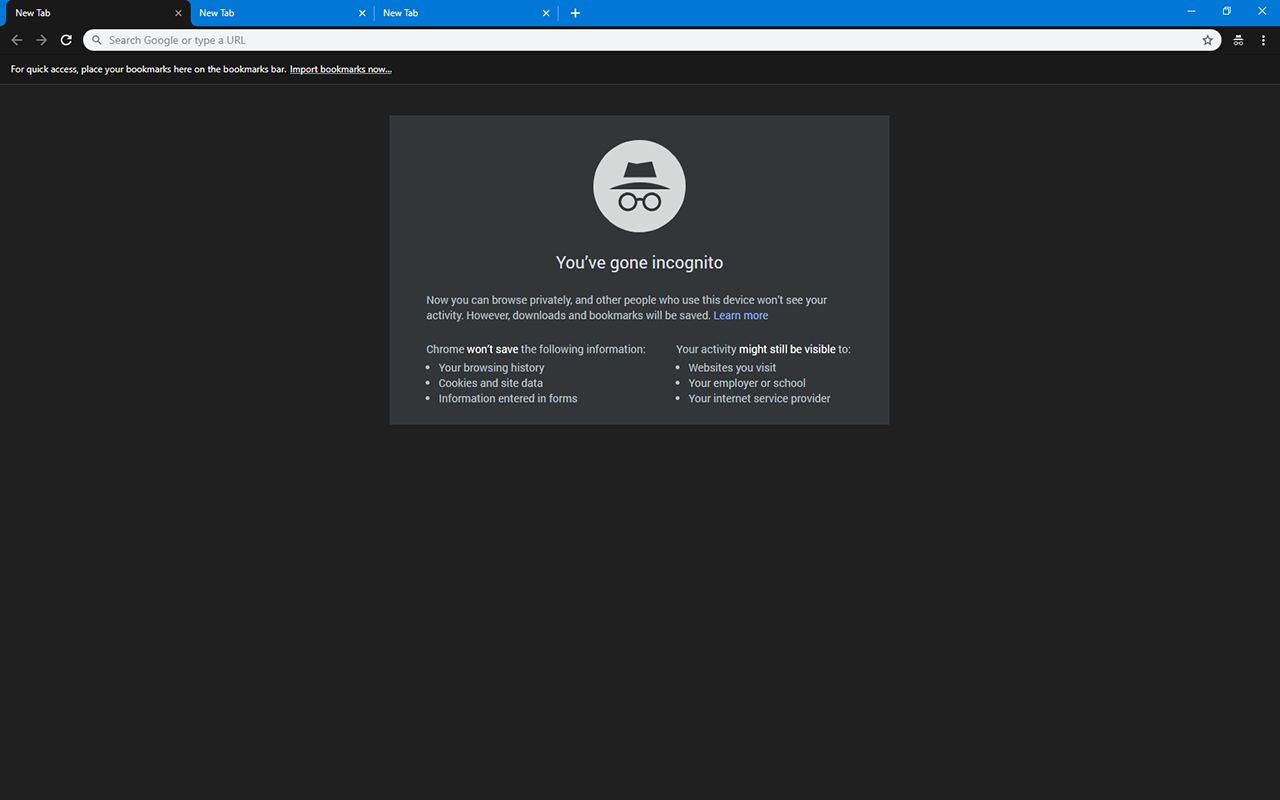 New Tab
New Tab
New Tab
Search Google or type a URL
For quick access, place your bookmarks here on the bookmarks bar. Import bookmarks now...
You've gone incognito
Now you can browse privately, and other people who use this device won't see your
activity. However, downloads and bookmarks will be saved. Learn more
Chrome won't save the following information:
Your browsing history
Cookies and site data
Information entered in forms
Your activity might still be visible to:
Websites you visit
Your employer or school
Your internet service provider